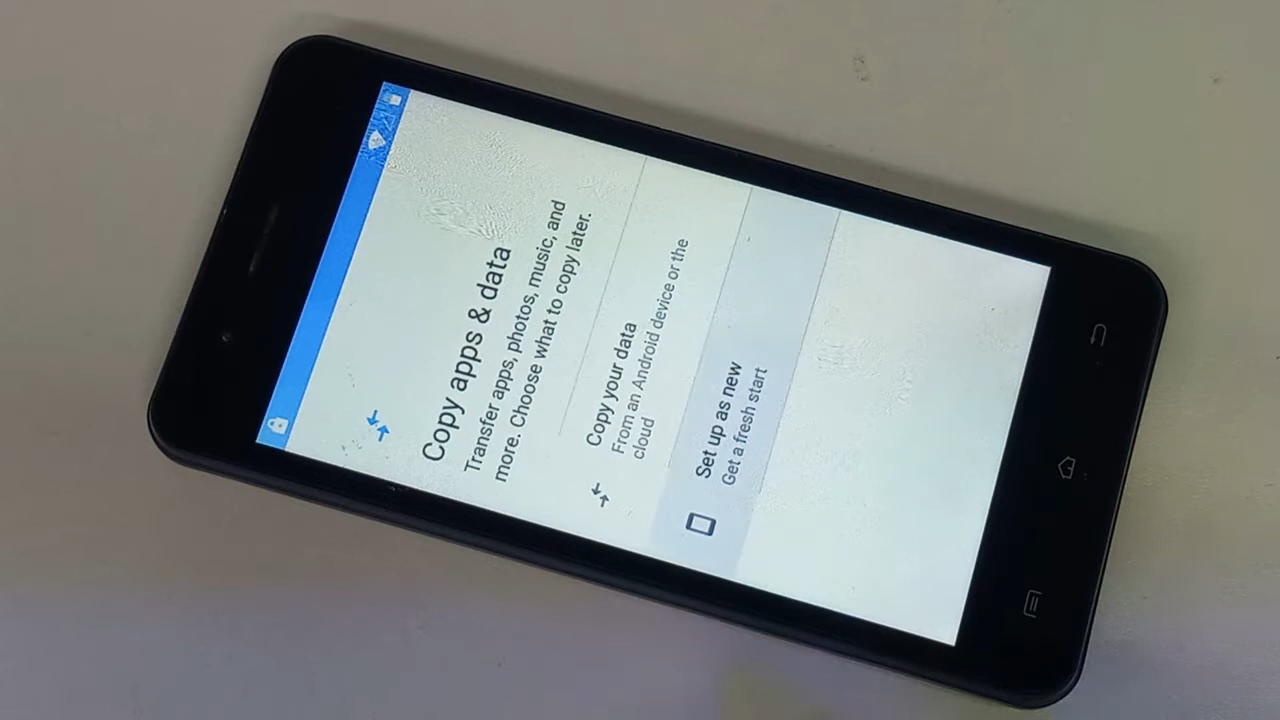 Copy apps & data
Transfer apps, photos, music, and
more. Choose what to copy later.
Copy your data
From an Android device or the
cloud
Set up as new
Get a fresh start